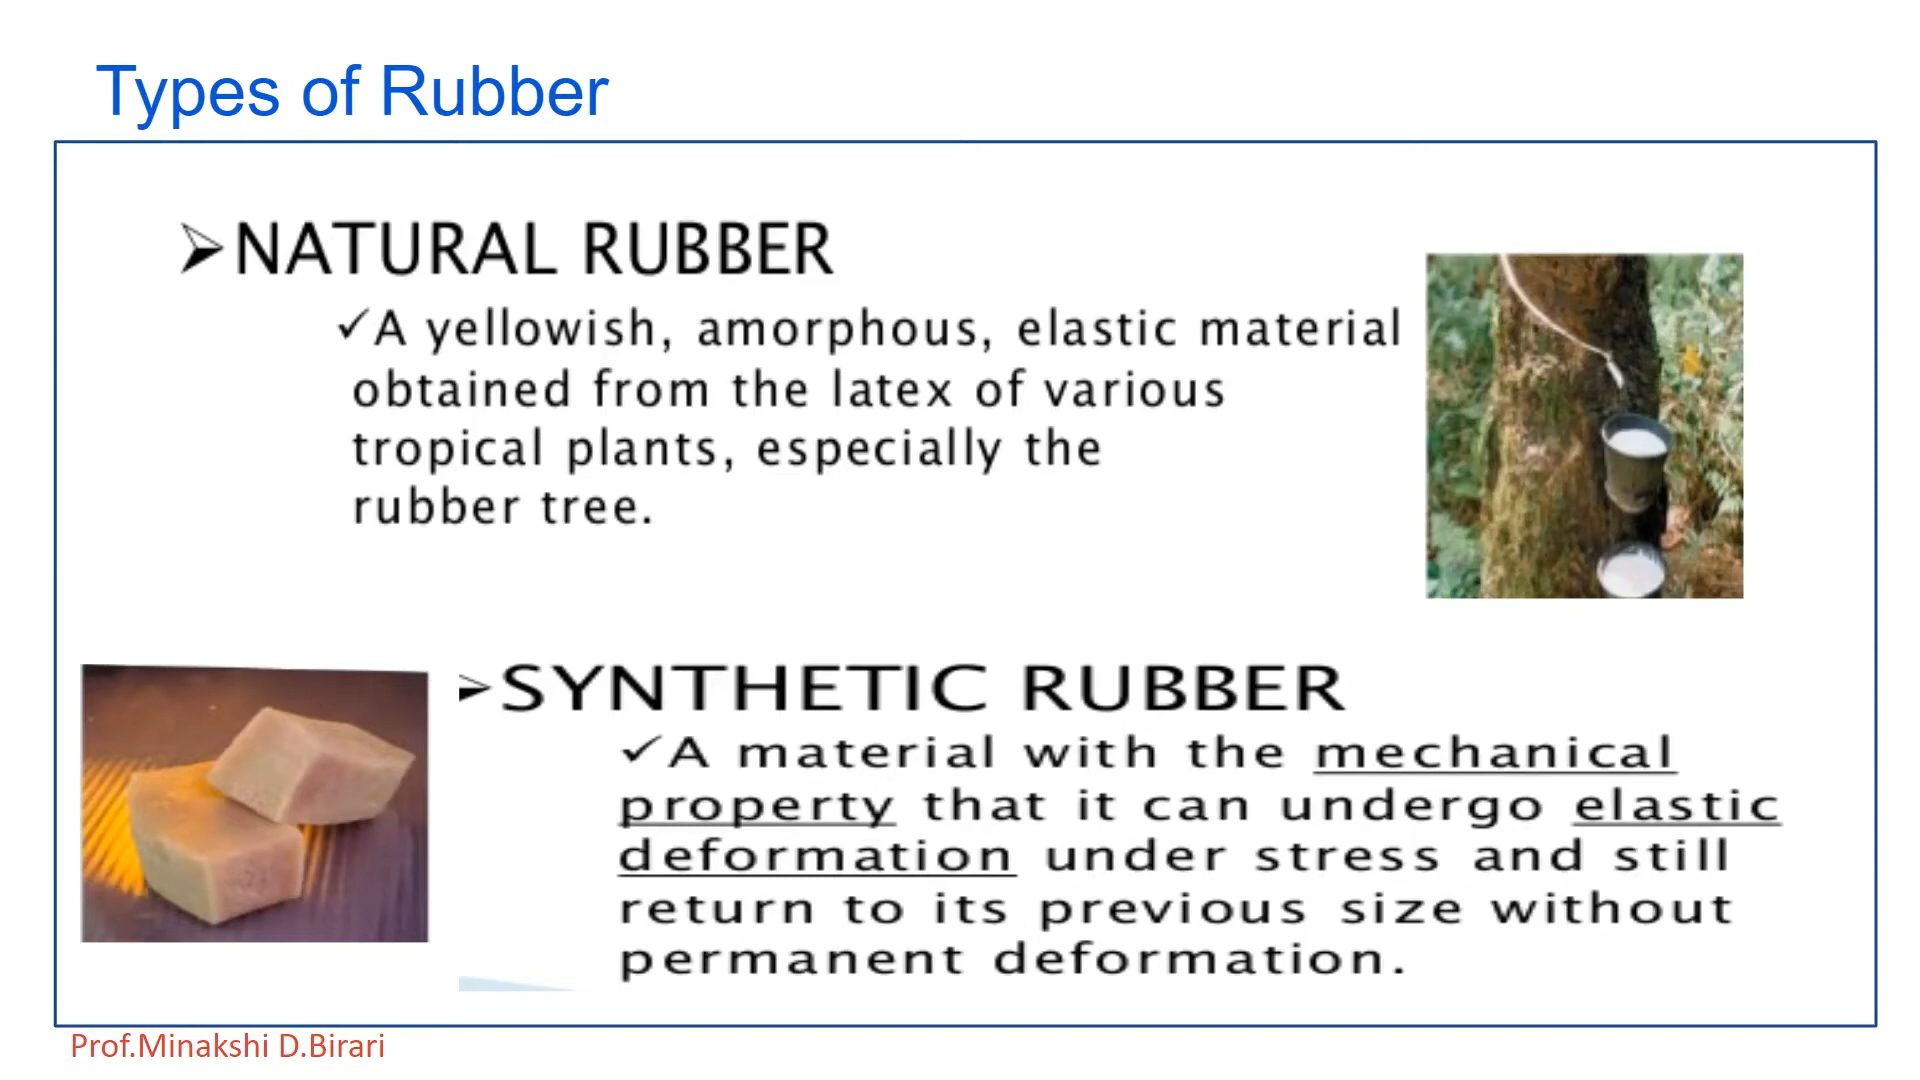 Types of Rubber
➢NATURAL RUBBER
✓A yellowish, amorphous, elastic material
obtained from the latex of various
tropical plants, especially the
rubber tree.
➢SYNTHETIC RUBBER
✓A material with the mechanical
property that it can undergo elastic
deformation under stress and still
return to its previous size without
permanent deformation.
Prof.Minakshi D.Birari